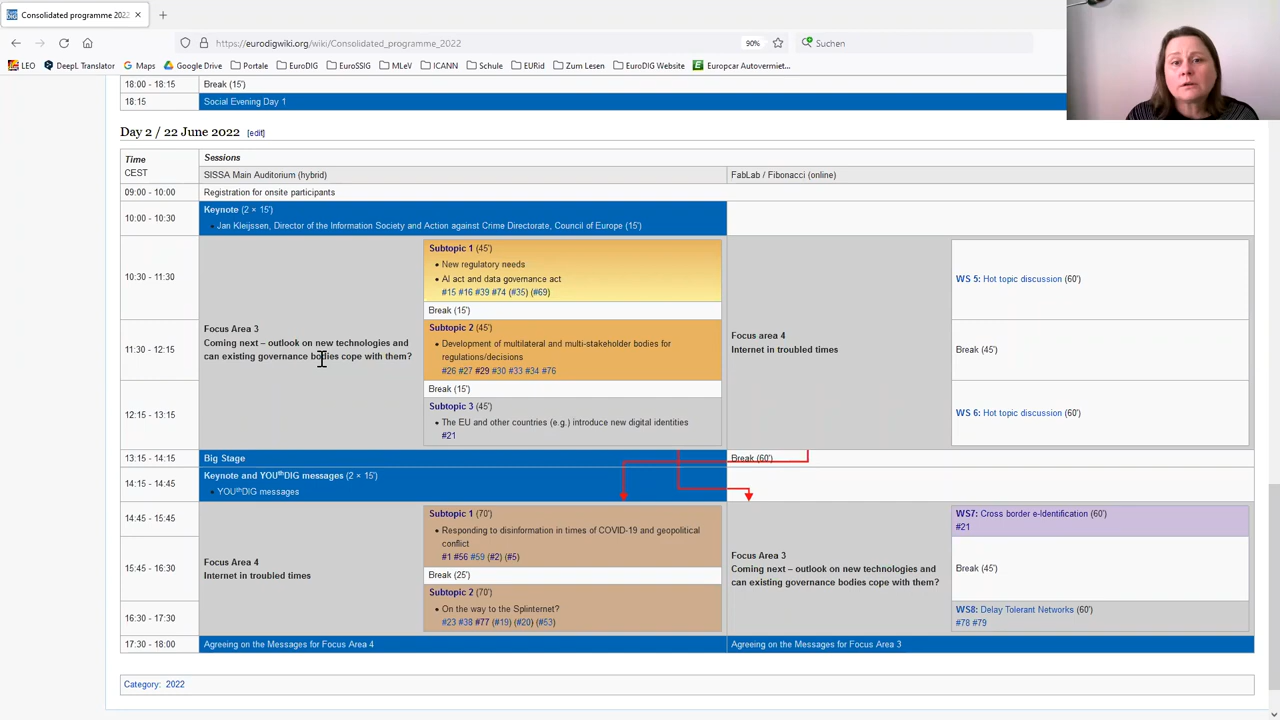 Consolidated programme 2022
https://eurodigwiki.org/wiki/Consolidated_programme_2022
90%
Suchen
LEO
DeepL Translator
Maps
Google Drive
Portale
EuroDIG
EuroSSIG
MLeV
ICANN
Schule
EURid
Zum Lesen
EuroDIG Website
Europcar Autovermiet...
18:00 - 18:15
Break (15')
18:15
Social Evening Day 1
Day 2 / 22 June 2022 [edit]
Time
CEST
Sessions
SISSA Main Auditorium (hybrid)
FabLab / Fibonacci (online)
09:00 - 10:00
Registration for onsite participants
10:00 - 10:30
Keynote (2 × 15')
Jan Kleijssen, Director of the Information Society and Action against Crime Directorate, Council of Europe (15')
10:30 - 11:30
11:30 - 12:15
12:15 - 13:15
Focus Area 3
Coming next – outlook on new technologies and
can existing governance bodies cope with them?
Subtopic 1 (45')
New regulatory needs
AI act and data governance act
#15 #16 #39 #74 (#35) (#69)
Break (15')
Subtopic 2 (45')
Development of multilateral and multi-stakeholder bodies for
regulations/decisions
#26 #27 #29 #30 #33 #34 #76
Break (15')
Subtopic 3 (45')
The EU and other countries (e.g.) introduce new digital identities
#21
Focus area 4
Internet in troubled times
WS 5: Hot topic discussion (60')
Break (45')
WS 6: Hot topic discussion (60')
13:15 - 14:15
Big Stage
Break (60')
14:15 - 14:45
Keynote and YOUthDIG messages (2 × 15')
YOUthDIG messages
14:45 - 15:45
15:45 - 16:30
16:30 - 17:30
Focus Area 4
Internet in troubled times
Subtopic 1 (70')
Responding to disinformation in times of COVID-19 and geopolitical
conflict
#1 #56 #59 (#2) (#5)
Break (25')
Subtopic 2 (70')
On the way to the Splinternet?
#23 #38 #77 (#19) (#20) (#53)
Focus Area 3
Coming next – outlook on new technologies and
can existing governance bodies cope with them?
WS7: Cross border e-Identification (60')
#21
Break (45')
WS8: Delay Tolerant Networks (60')
#78 #79
17:30 - 18:00
Agreeing on the Messages for Focus Area 4
Agreeing on the Messages for Focus Area 3
Category: 2022